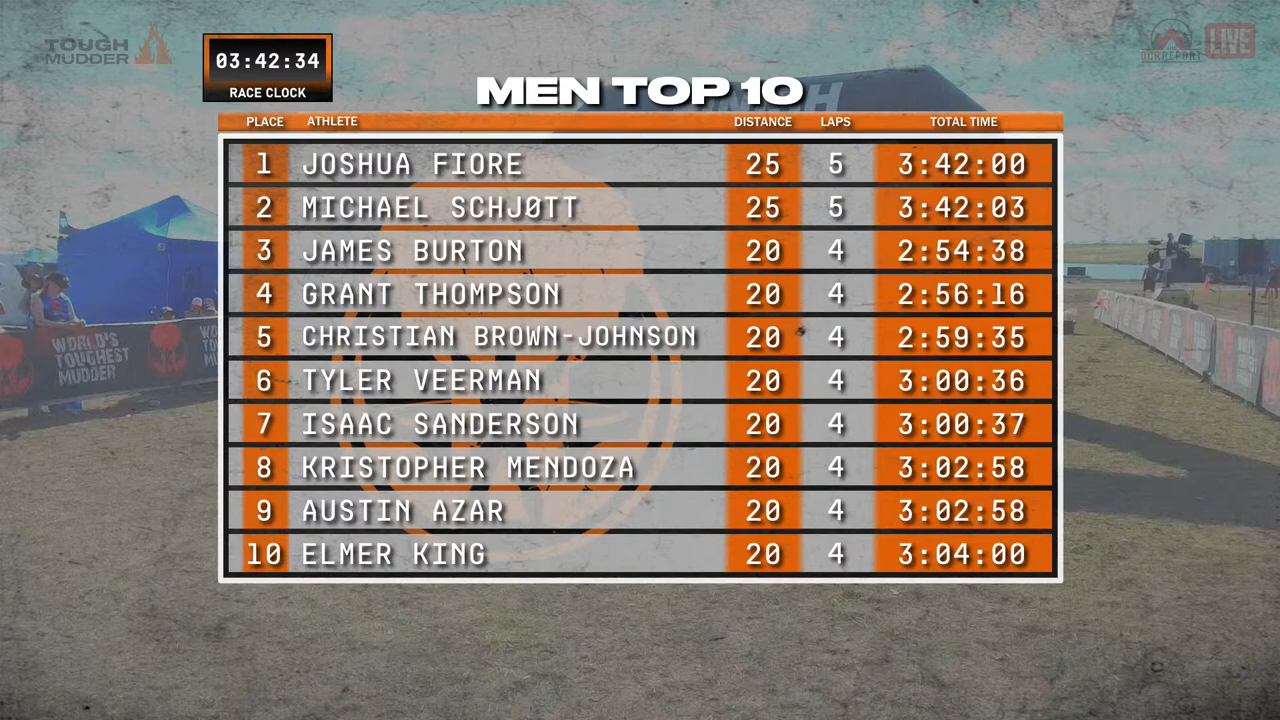 TOUGH
MUDDER
03:42:34
RACE CLOCK
OCRREPORT LIVE
MEN TOP 10
PLACE ATHLETE DISTANCE LAPS TOTAL TIME
1 JOSHUA FIORE 25 5 3:42:00
2 MICHAEL SCHJØTT 25 5 3:42:03
3 JAMES BURTON 20 4 2:54:38
4 GRANT THOMPSON 20 4 2:56:16
5 CHRISTIAN BROWN-JOHNSON 20 4 2:59:35
6 TYLER VEERMAN 20 4 3:00:36
7 ISAAC SANDERSON 20 4 3:00:37
8 KRISTOPHER MENDOZA 20 4 3:02:58
9 AUSTIN AZAR 20 4 3:02:58
10 ELMER KING 20 4 3:04:00
WORLD'S
TOUGHEST
MUDDER